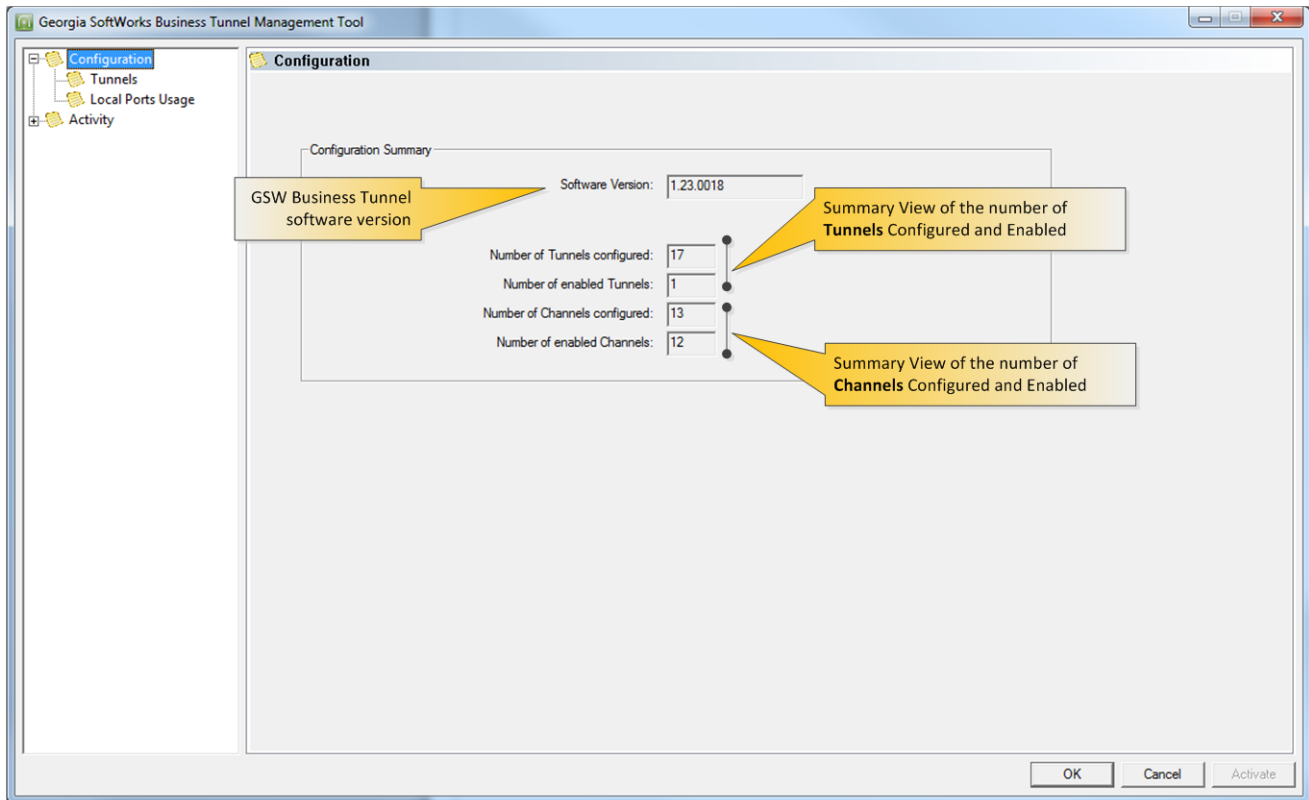 Georgia SoftWorks Business Tunnel Management Tool
Configuration
Tunnels
Local Ports Usage
Activity
Configuration
Configuration Summary
Software Version: 1.23.0018
GSW Business Tunnel
software version
Summary View of the number of
Tunnels Configured and Enabled
Number of Tunnels configured: 17
Number of enabled Tunnels: 1
Number of Channels configured: 13
Number of enabled Channels: 12
Summary View of the number of
Channels Configured and Enabled
OK
Cancel
Activate